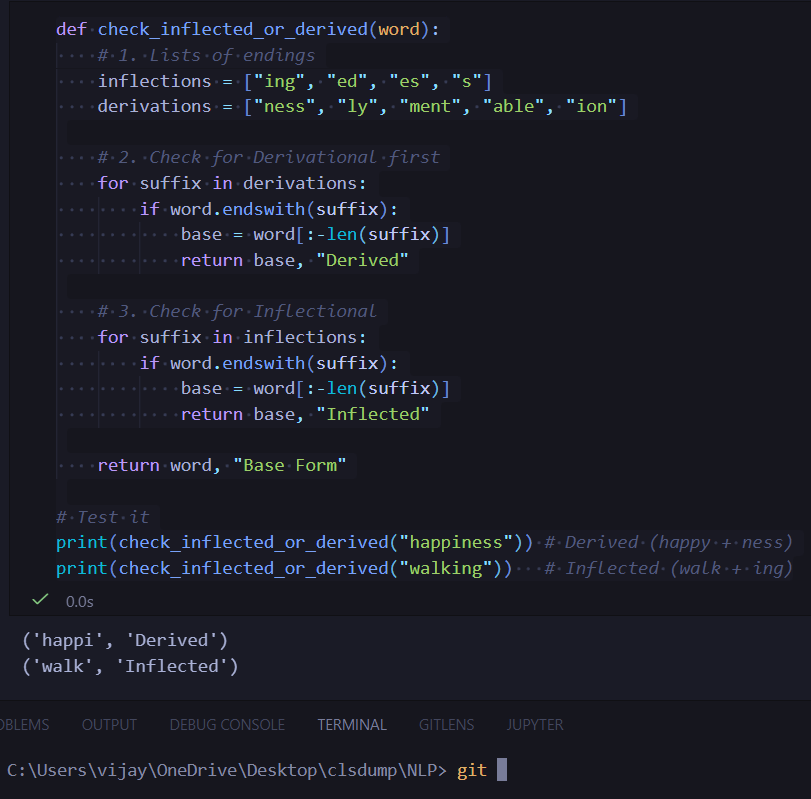 def check_inflected_or_derived(word):
    # 1. Lists of endings
    inflections = ["ing", "ed", "es", "s"]
    derivations = ["ness", "ly", "ment", "able", "ion"]
    # 2. Check for Derivational first
    for suffix in derivations:
        if word.endswith(suffix):
            base = word[:-len(suffix)]
            return base, "Derived"
    # 3. Check for Inflectional
    for suffix in inflections:
        if word.endswith(suffix):
            base = word[:-len(suffix)]
            return base, "Inflected"
    return word, "Base Form"
# Test it
print(check_inflected_or_derived("happiness")) # Derived (happy + ness)
print(check_inflected_or_derived("walking"))   # Inflected (walk + ing)
0.0s
('happi', 'Derived')
('walk', 'Inflected')
OBLEMS OUTPUT DEBUG CONSOLE TERMINAL GITLENS JUPYTER
C:\Users\vijay\OneDrive\Desktop\clsdump\NLP> git